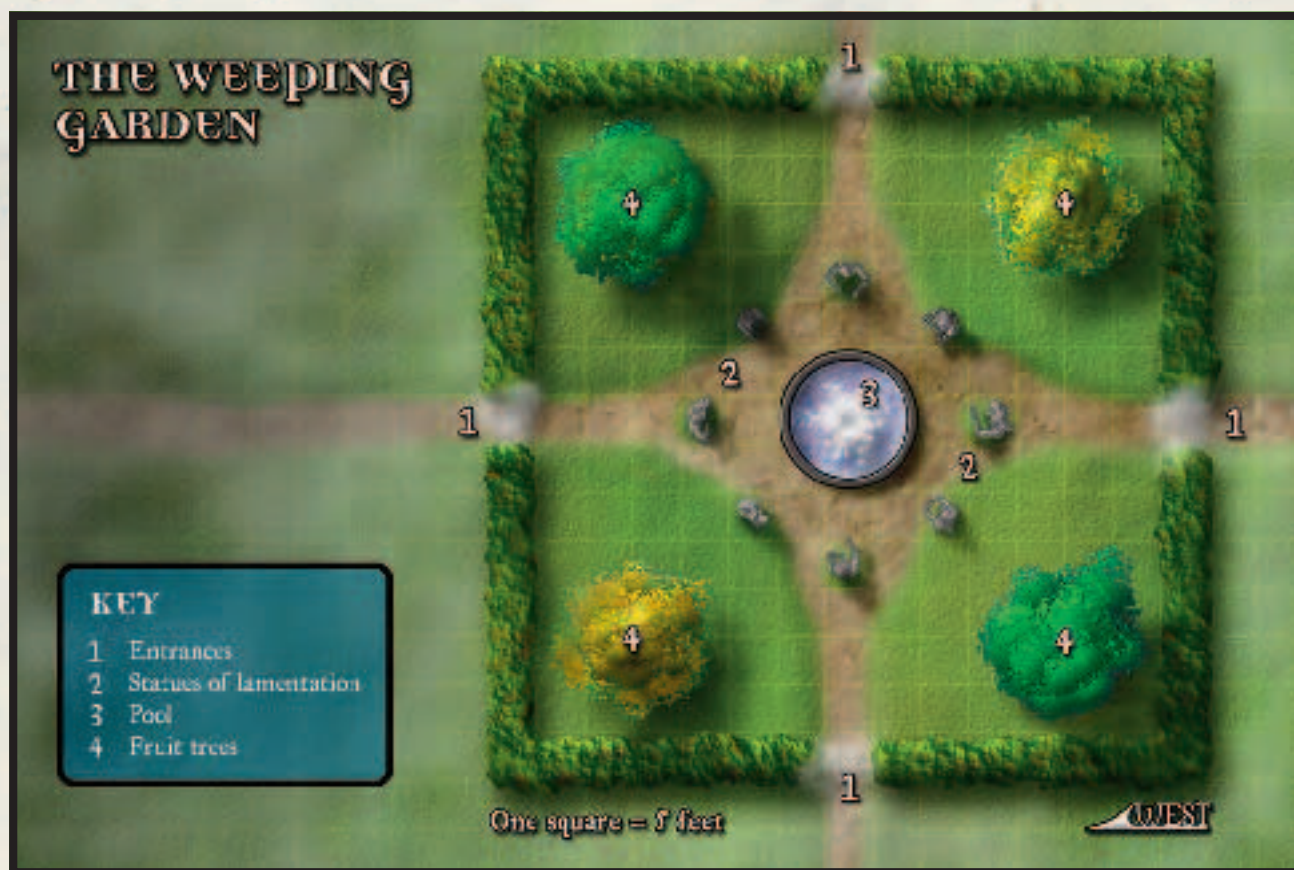 THE WEEPING
GARDEN
1
4
4
2
3
1
1
2
4
4
1
KEY
1 Entrances
2 Statues of lamentation
3 Pool
4 Fruit trees
One square = 5 feet
WEST